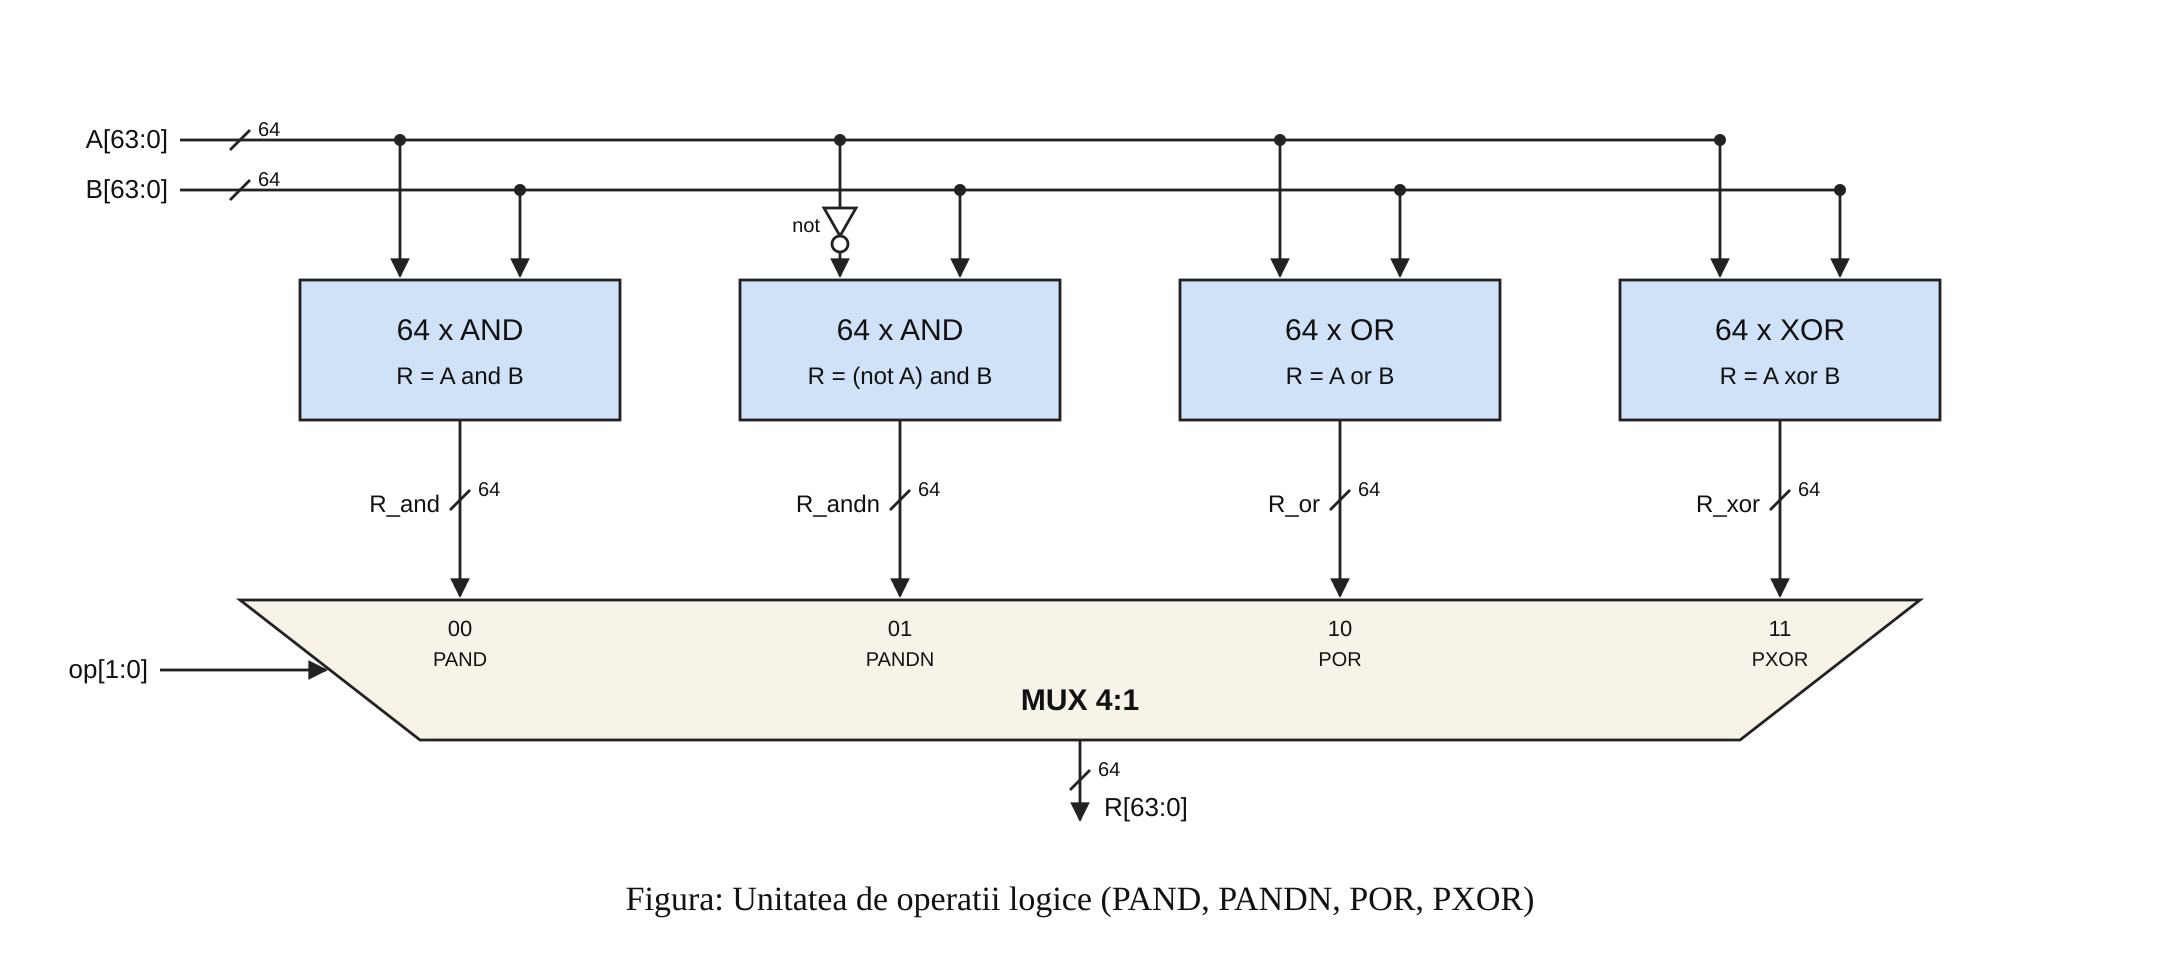 A[63:0]
64
B[63:0]
64
not
64 x AND
R = A and B
64 x AND
R = (not A) and B
64 x OR
R = A or B
64 x XOR
R = A xor B
R_and
64
R_andn
64
R_or
64
R_xor
64
op[1:0]
00
PAND
01
PANDN
10
POR
11
PXOR
MUX 4:1
64
R[63:0]
Figura: Unitatea de operatii logice (PAND, PANDN, POR, PXOR)